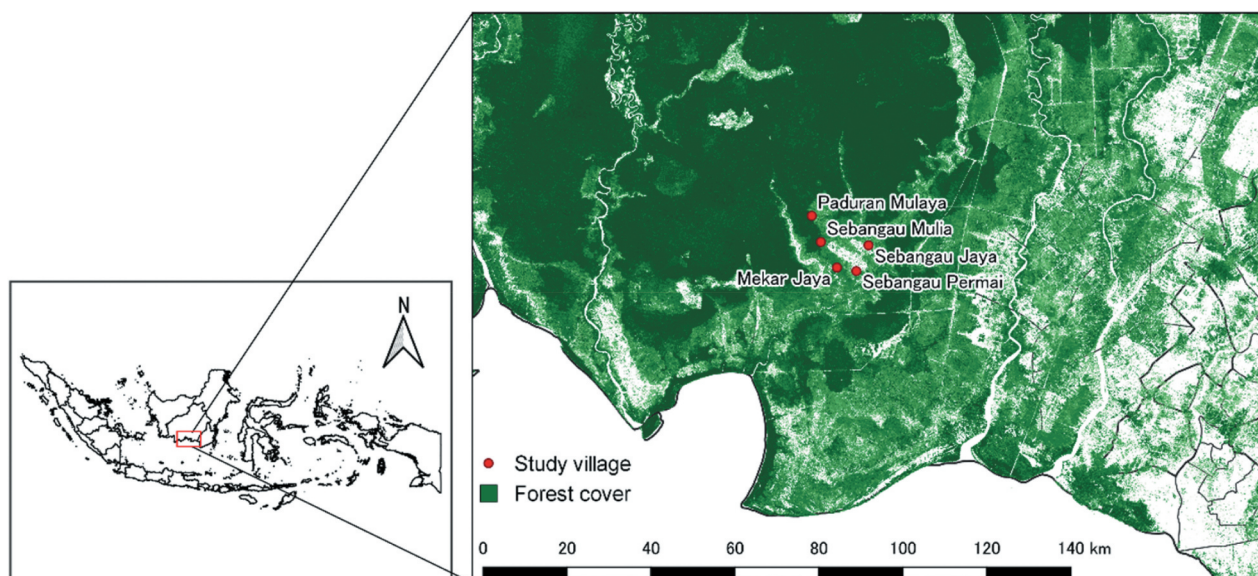 Paduran Mulaya
Sebangau Mulia
Sebangau Jaya
Mekar Jaya
Sebangau Permai
N
Study village
Forest cover
0 20 40 60 80 100 120 140 km